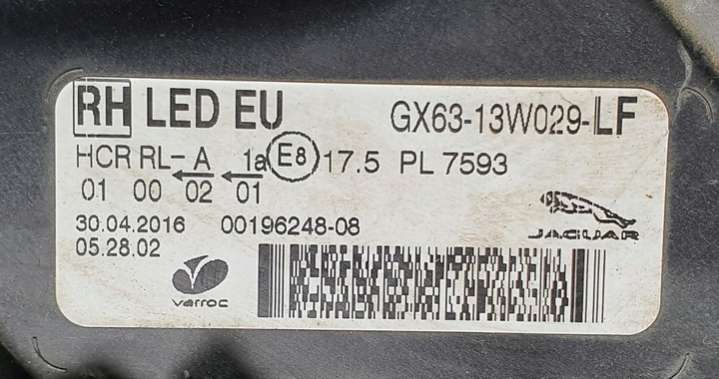 RH LED EU GX63-13W029-LF
HCR RL-A 1a E8 17.5 PL 7593
01 00 02 01
30.04.2016 00196248-08
05.28.02
JAGUAR
varroc